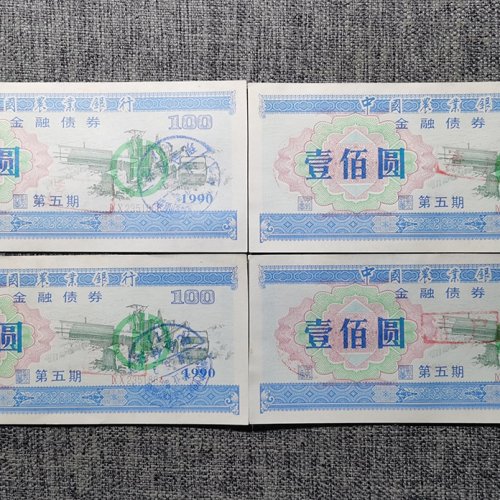 中国农业银行 100
金融债券
圆
第五期 1990
中国农业银行
金融债券
壹佰圆
第五期
中国农业银行 100
金融债券
圆
第五期 1990
中国农业银行
金融债券
壹佰圆
第五期